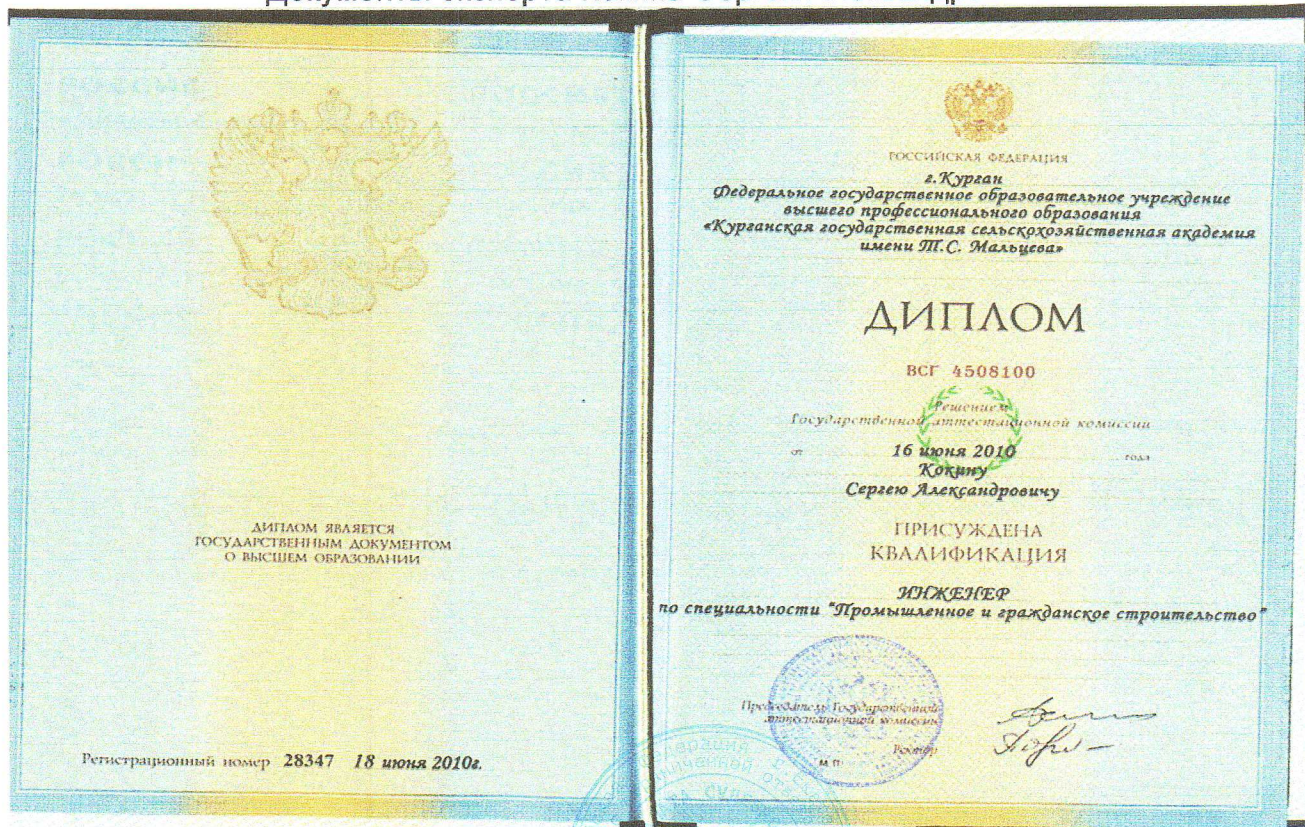 ДИПЛОМ ЯВЛЯЕТСЯ
ГОСУДАРСТВЕННЫМ ДОКУМЕНТОМ
О ВЫСШЕМ ОБРАЗОВАНИИ
Регистрационный номер 28347 18 июня 2010г.
РОССИЙСКАЯ ФЕДЕРАЦИЯ
г.Курган
Федеральное государственное образовательное учреждение
высшего профессионального образования
«Курганская государственная сельскохозяйственная академия
имени Т.С. Мальцева»
ДИПЛОМ
ВСГ 4508100
Решением
Государственной аттестационной комиссии
от 16 июня 2010 года
Кокину
Сергею Александровичу
ПРИСУЖДЕНА
КВАЛИФИКАЦИЯ
ИНЖЕНЕР
по специальности "Промышленное и гражданское строительство"
Председатель Государственной
аттестационной комиссии
Ректор
М.П.